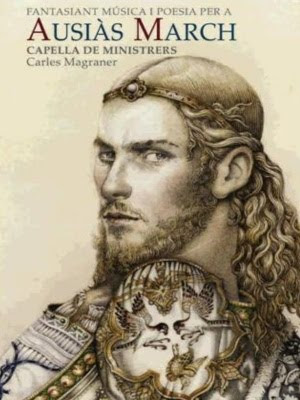 FANTASIANT MÚSICA I POESIA PER A
AUSIÀS MARCH
CAPELLA DE MINISTRERS
Carles Magraner